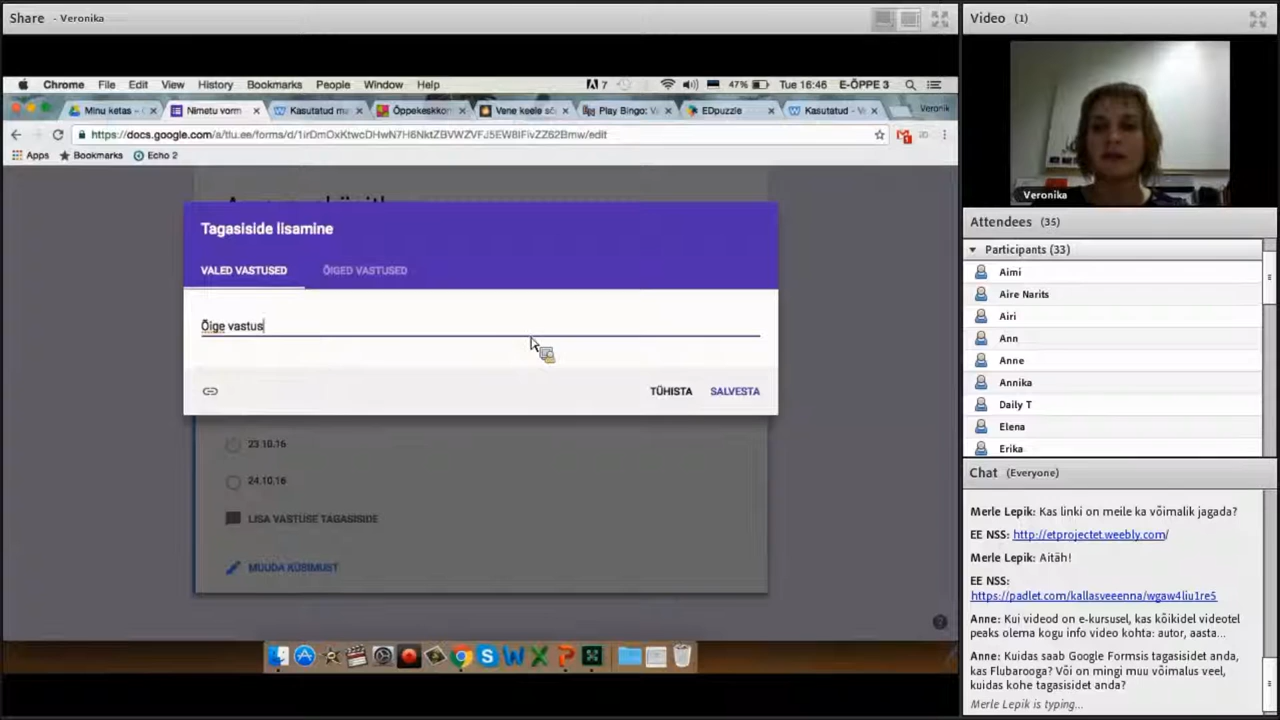 Share - Veronika
Chrome File Edit View History Bookmarks People Window Help
7 47% Tue 16:46 E-ÕPPE 3
Minu ketas - Nimetu vorm Kasutatud m Õppekeskkon Vene keele sõ Play Bingo: V EDpuzzle Kasutatud - V Veronik
https://docs.google.com/a/tlu.ee/forms/d/1irDmOxKtwcDHwN7H6NktZBVWZVFJ5EW8lFivZZ62Bmw/edit
Apps Bookmarks Echo 2
Tagasiside lisamine
VALED VASTUSED ÕIGED VASTUSED
Õige vastus
TÜHISTA SALVESTA
23.10.16
24.10.16
LISA VASTUSE TAGASISIDE
MUUDA KÜSIMUST
Video (1)
Veronika
Attendees (35)
Participants (33)
Aimi
Aire Narits
Airi
Ann
Anne
Annika
Daily T
Elena
Erika
Chat (Everyone)
Merle Lepik: Kas linki on meile ka võimalik jagada?
EE NSS: http://etprojectet.weebly.com/
Merle Lepik: Aitäh!
EE NSS:
https://padlet.com/kallasveeenna/wgaw4liu1re5
Anne: Kui videod on e-kursusel, kas kõikidel videotel
peaks olema kogu info video kohta: autor, aasta...
Anne: Kuidas saab Google Formsis tagasisidet anda,
kas Flubarooga? Või on mingi muu võimalus veel,
kuidas kohe tagasisidet anda?
Merle Lepik is typing...